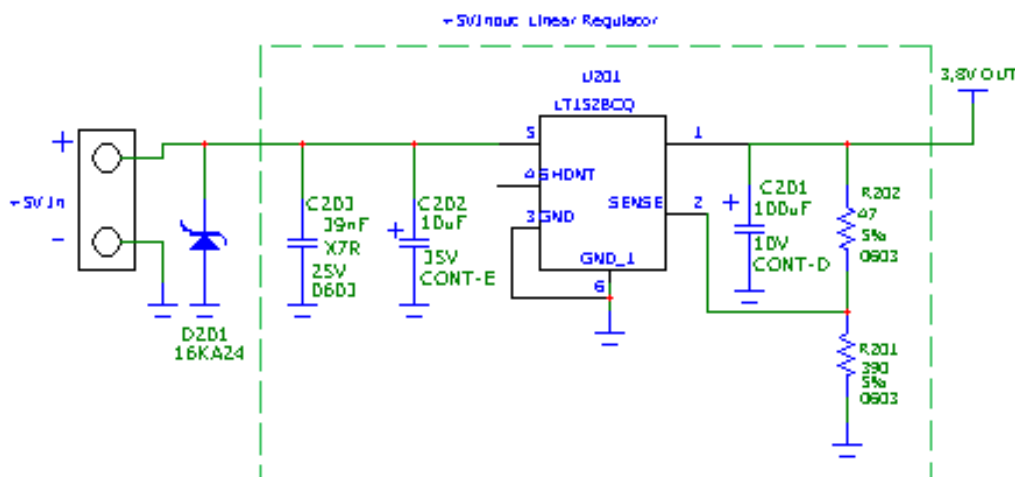 +5V Input Linear Regulator
U201
LT1528CQ
3,8V OUT
+
5
1
4
SHDNT
+5V In
SENSE
2
3
GND
-
GND_1
6
C203
39nF
X7R
25V
0603
C202
10uF
+
35V
CONT-E
C201
100uF
+
10V
CONT-D
R202
47
5%
0603
D201
16KA24
R201
390
5%
0603